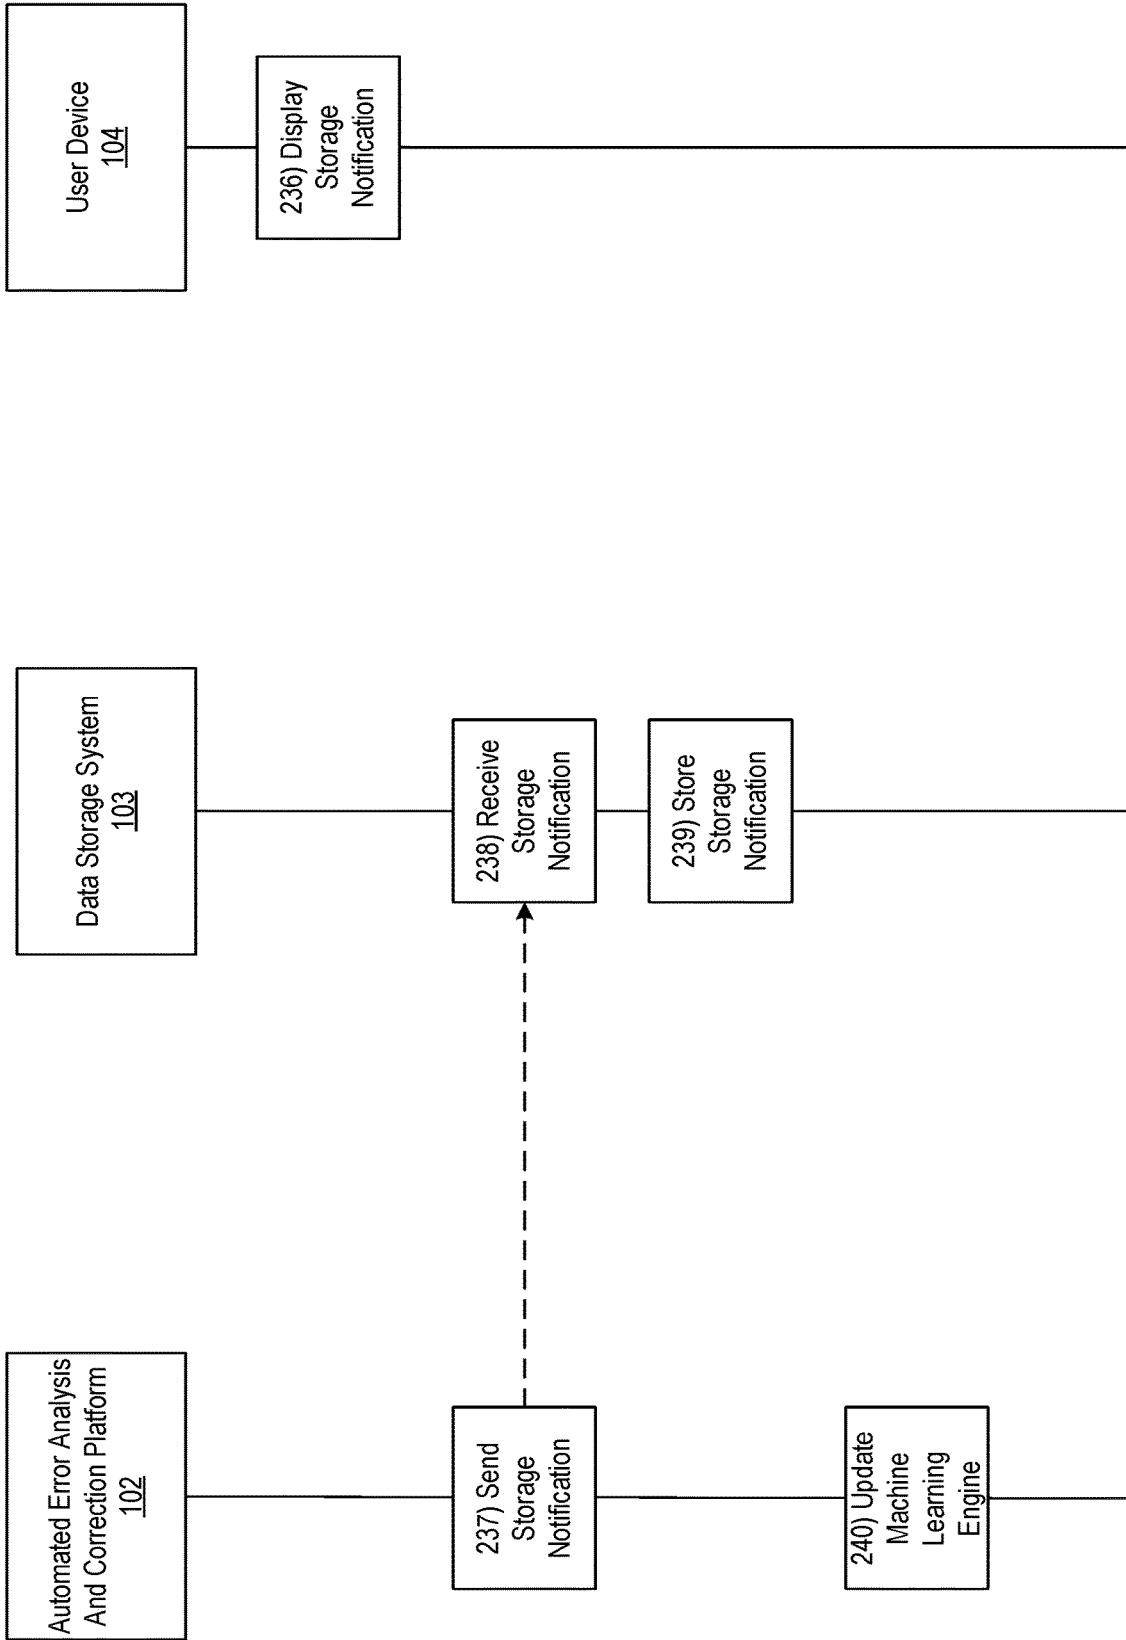 Automated Error Analysis
And Correction Platform
102
Data Storage System
103
User Device
104
236) Display
Storage
Notification
237) Send
Storage
Notification
238) Receive
Storage
Notification
239) Store
Storage
Notification
240) Update
Machine
Learning
Engine